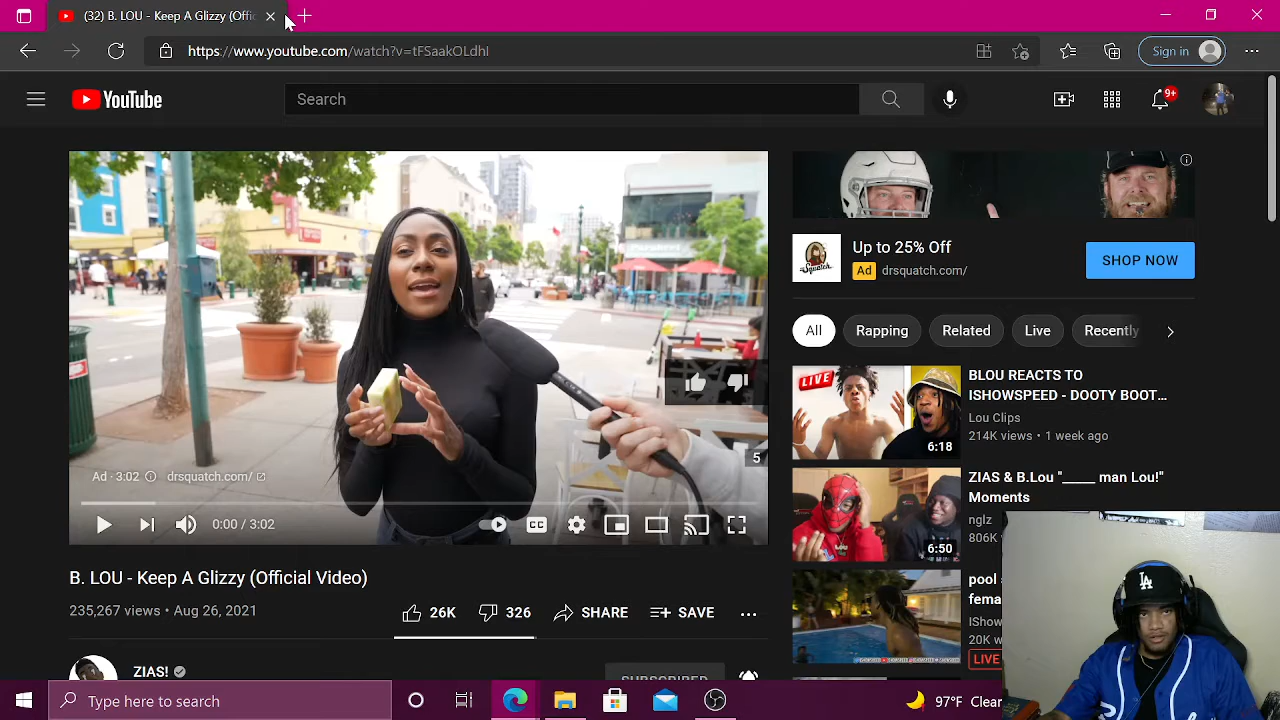 (32) B. LOU - Keep A Glizzy (Offic
https://www.youtube.com/watch?v=tFSaakOLdhI
Sign in
YouTube
Search
9+
Up to 25% Off
Ad drsquatch.com/
SHOP NOW
Squatch
All Rapping Related Live Recently
LIVE
6:18
BLOU REACTS TO
ISHOWSPEED - DOOTY BOOT...
Lou Clips
214K views • 1 week ago
5
Ad · 3:02 drsquatch.com/
0:00 / 3:02
CC
6:50
ZIAS & B.Lou "_____ man Lou!"
Moments
nglz
806K
B. LOU - Keep A Glizzy (Official Video)
235,267 views • Aug 26, 2021
26K 326 SHARE SAVE
pool
fema
IShow
20K w
LIVE
LA
ZIAS!
SUBSCRIBED
Type here to search
97°F Clear